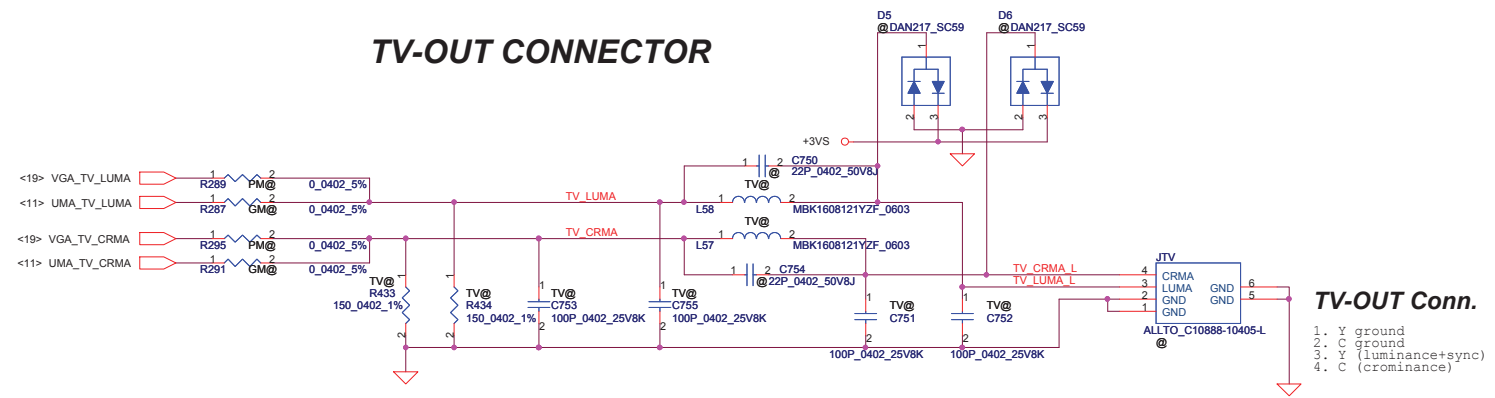 TV-OUT CONNECTOR
D5
@DAN217_SC59
D6
@DAN217_SC59
1
1
2
3
2
3
+3VS
1
2
C750
@
22P_0402_50V8J
<19> VGA_TV_LUMA
1
2
R289
PM@
0_0402_5%
TV@
<11> UMA_TV_LUMA
1
2
R287
GM@
0_0402_5%
TV_LUMA
1
2
L58
MBK1608121YZF_0603
TV@
<19> VGA_TV_CRMA
1
2
R295
PM@
0_0402_5%
TV_CRMA
1
2
L57
MBK1608121YZF_0603
<11> UMA_TV_CRMA
1
2
R291
GM@
0_0402_5%
1
2
C754
@
22P_0402_50V8J
TV_CRMA_L
TV_LUMA_L
JTV
4
CRMA
3
LUMA
2
GND
1
GND
GND
6
GND
5
ALLTO_C10888-10405-L
@
1
TV@
R433
150_0402_1%
2
1
TV@
R434
150_0402_1%
2
1
TV@
C753
100P_0402_25V8K
2
1
TV@
C755
100P_0402_25V8K
2
1
TV@
C751
2
100P_0402_25V8K
1
TV@
C752
2
100P_0402_25V8K
TV-OUT Conn.
1. Y ground
2. C ground
3. Y (luminance+sync)
4. C (crominance)